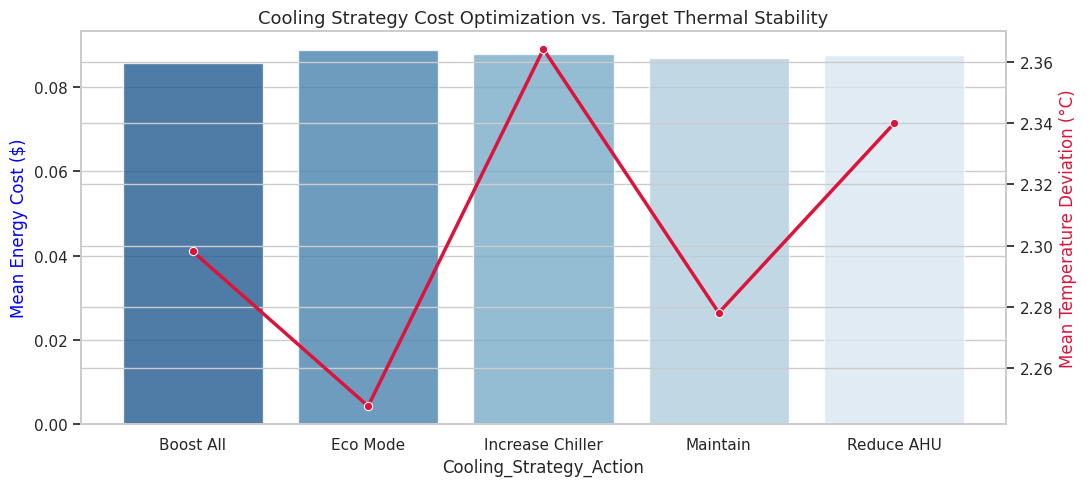 Cooling Strategy Cost Optimization vs. Target Thermal Stability
Mean Energy Cost ($)
0.08
0.06
0.04
0.02
0.00
2.36
2.34
2.32
2.30
2.28
2.26
Mean Temperature Deviation (°C)
Boost All
Eco Mode
Increase Chiller
Maintain
Reduce AHU
Cooling_Strategy_Action